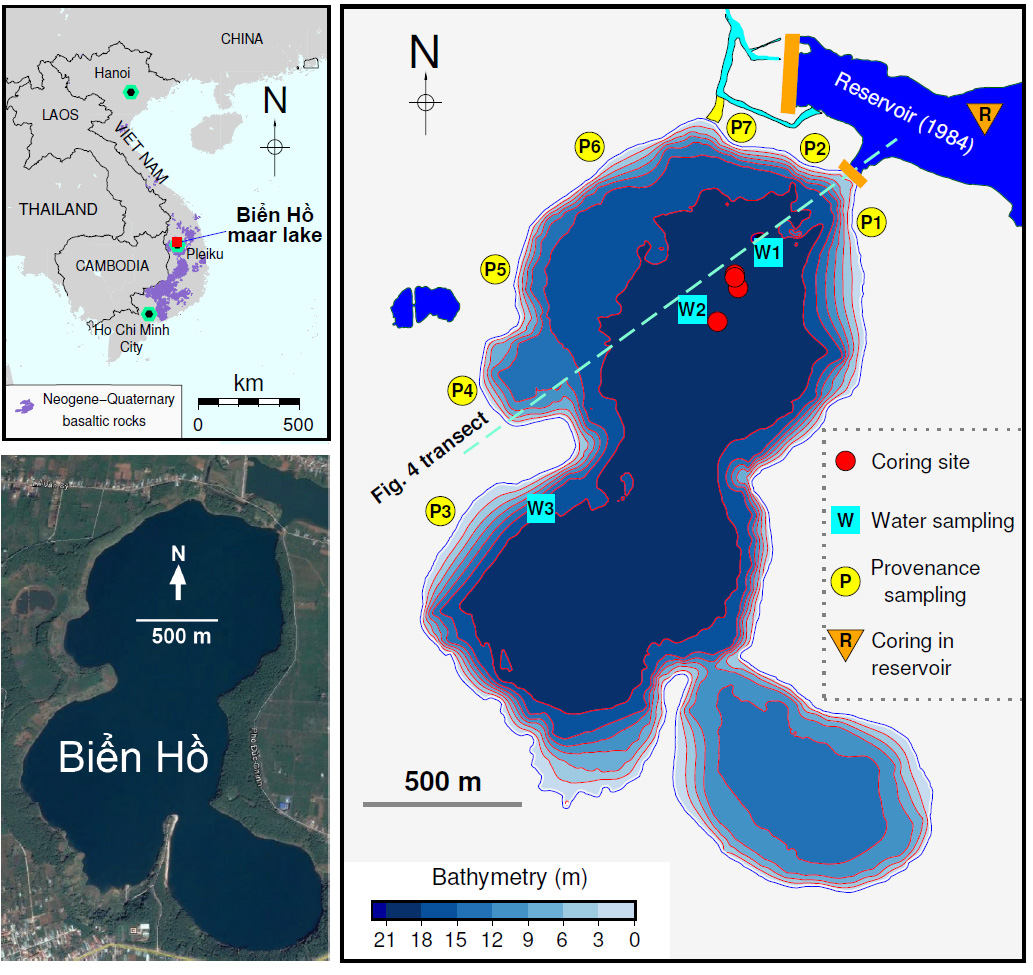 CHINA
Hanoi
LAOS
N
VIET NAM
THAILAND
Biển Hồ
maar lake
Pleiku
CAMBODIA
Ho Chi Minh
City
km
Neogene−Quaternary
basaltic rocks
0 500
N
500 m
Biển Hồ
N
Reservoir (1984)
R
P7
P6
P2
P1
W1
P5
W2
P4
Fig. 4 transect
P3
W3
Coring site
W Water sampling
P Provenance
sampling
R Coring in
reservoir
500 m
Bathymetry (m)
21 18 15 12 9 6 3 0